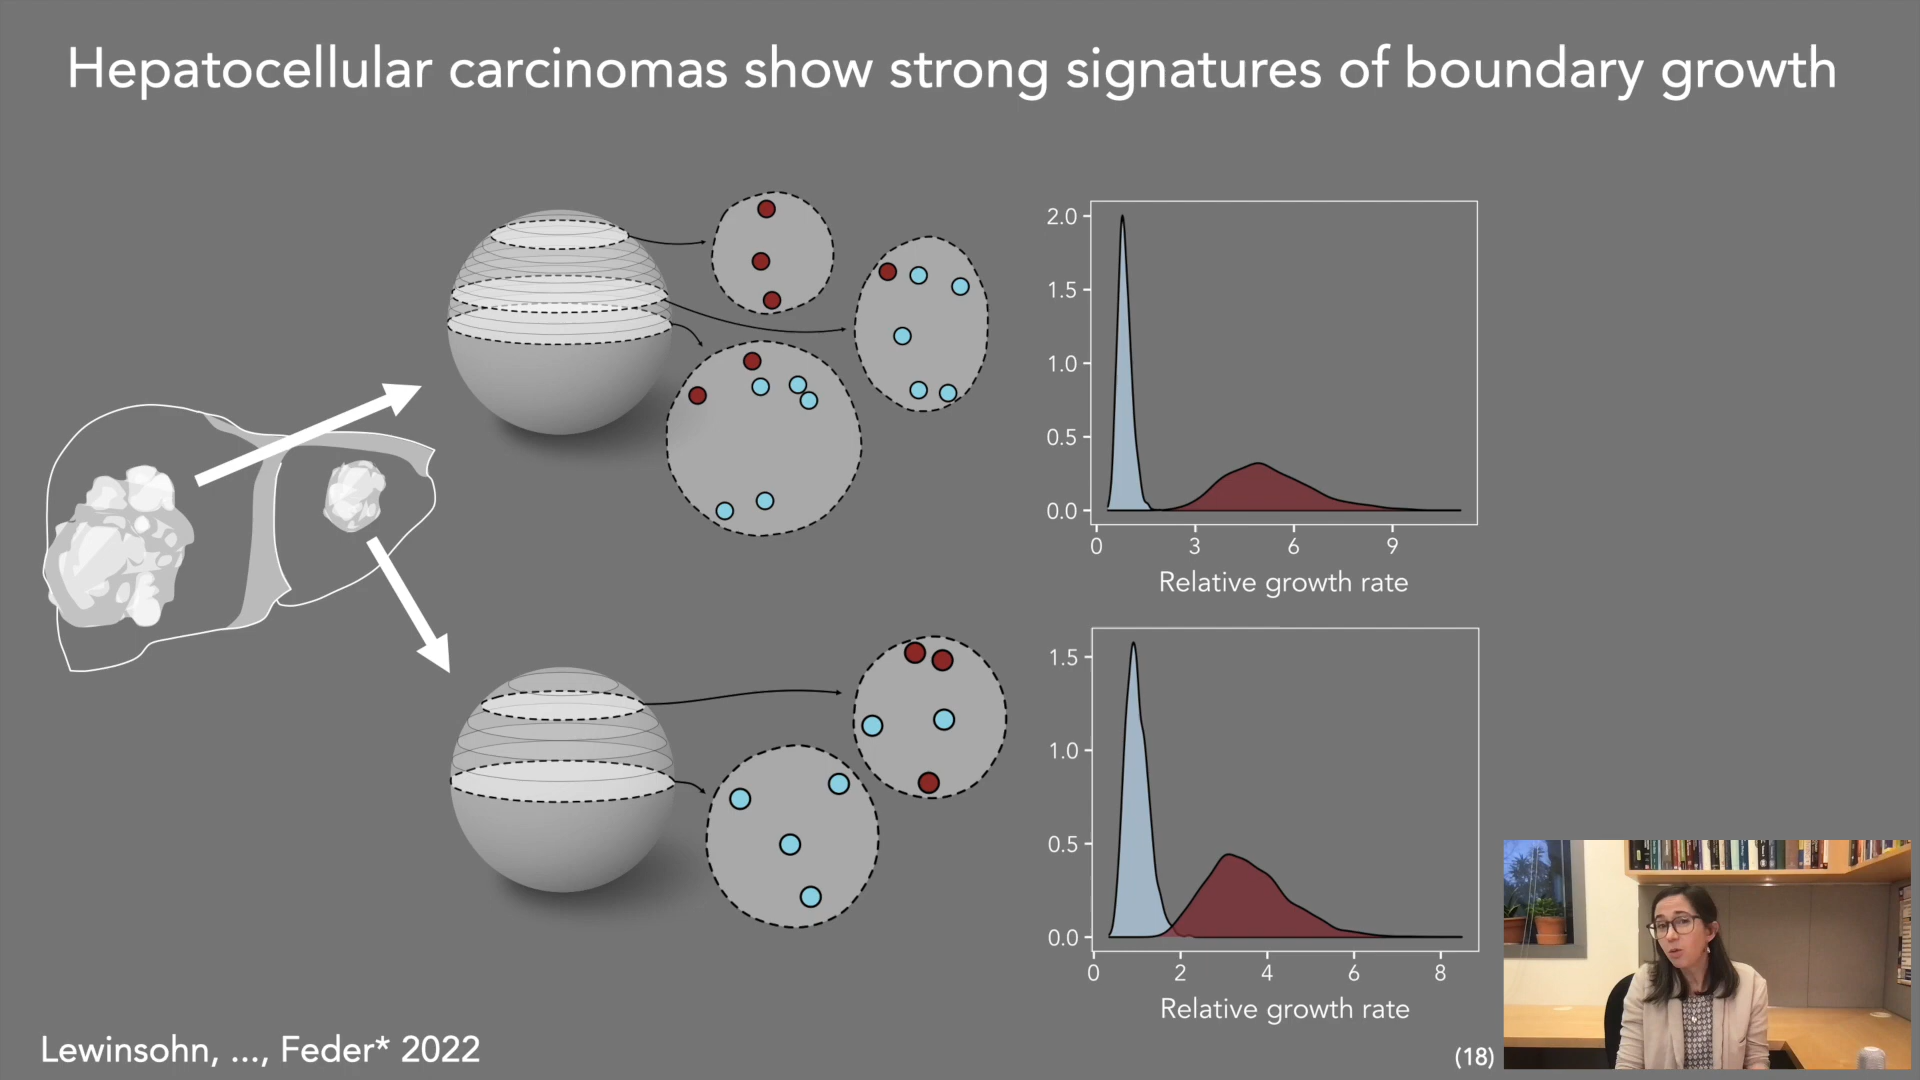 Hepatocellular carcinomas show strong signatures of boundary growth
2.0
1.5
1.0
0.5
0.0
0 3 6 9
Relative growth rate
1.5
1.0
0.5
0.0
0 2 4 6 8
Relative growth rate
Lewinsohn, ..., Feder* 2022
(18)